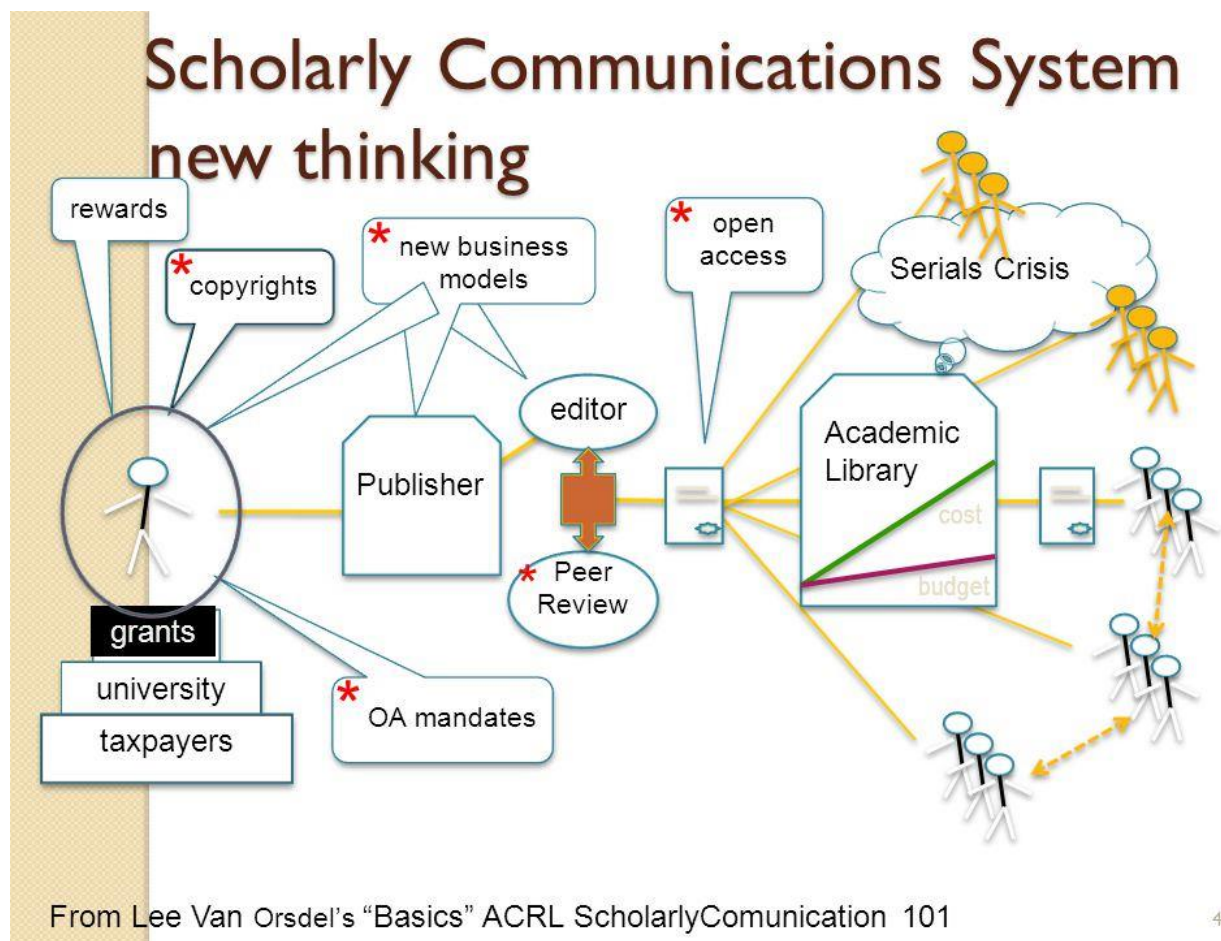 Scholarly Communications System
new thinking
rewards
* copyrights
* new business
models
* open
access
Serials Crisis
editor
Publisher
Academic
Library
cost
budget
* Peer
Review
grants
university
taxpayers
* OA mandates
From Lee Van Orsdel's “Basics” ACRL ScholarlyComunication 101
4